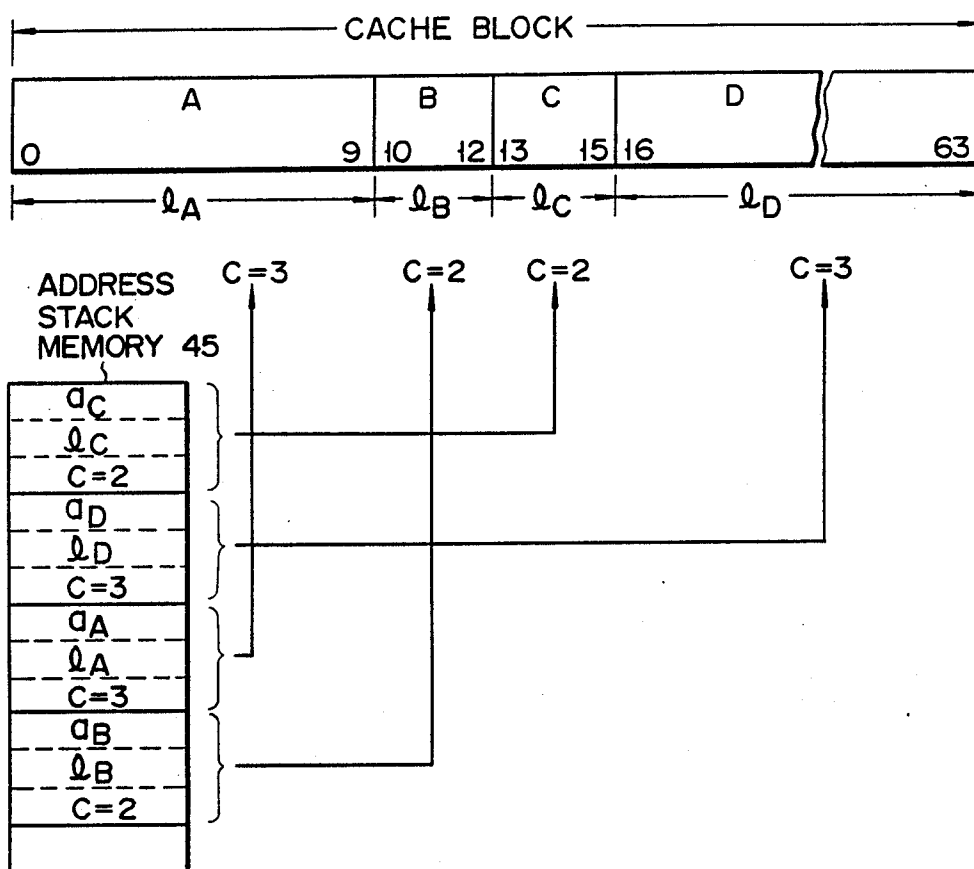 CACHE BLOCK
A B C D
0 9 10 12 13 15 16 63
lA lB lC lD
C=3 C=2 C=2 C=3
ADDRESS
STACK
MEMORY 45
aC
lC
C=2
aD
lD
C=3
aA
lA
C=3
aB
lB
C=2